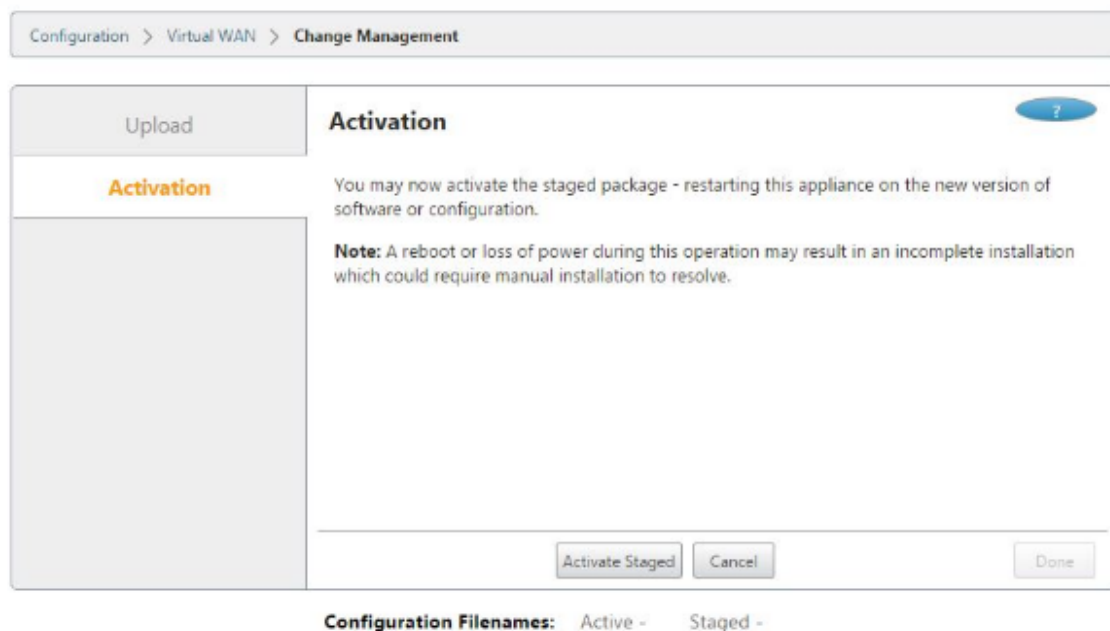 Configuration > Virtual WAN > Change Management
Upload
Activation
Activation
?
You may now activate the staged package - restarting this appliance on the new version of
software or configuration.
Note: A reboot or loss of power during this operation may result in an incomplete installation
which could require manual installation to resolve.
Activate Staged
Cancel
Done
Configuration Filenames: Active - Staged -